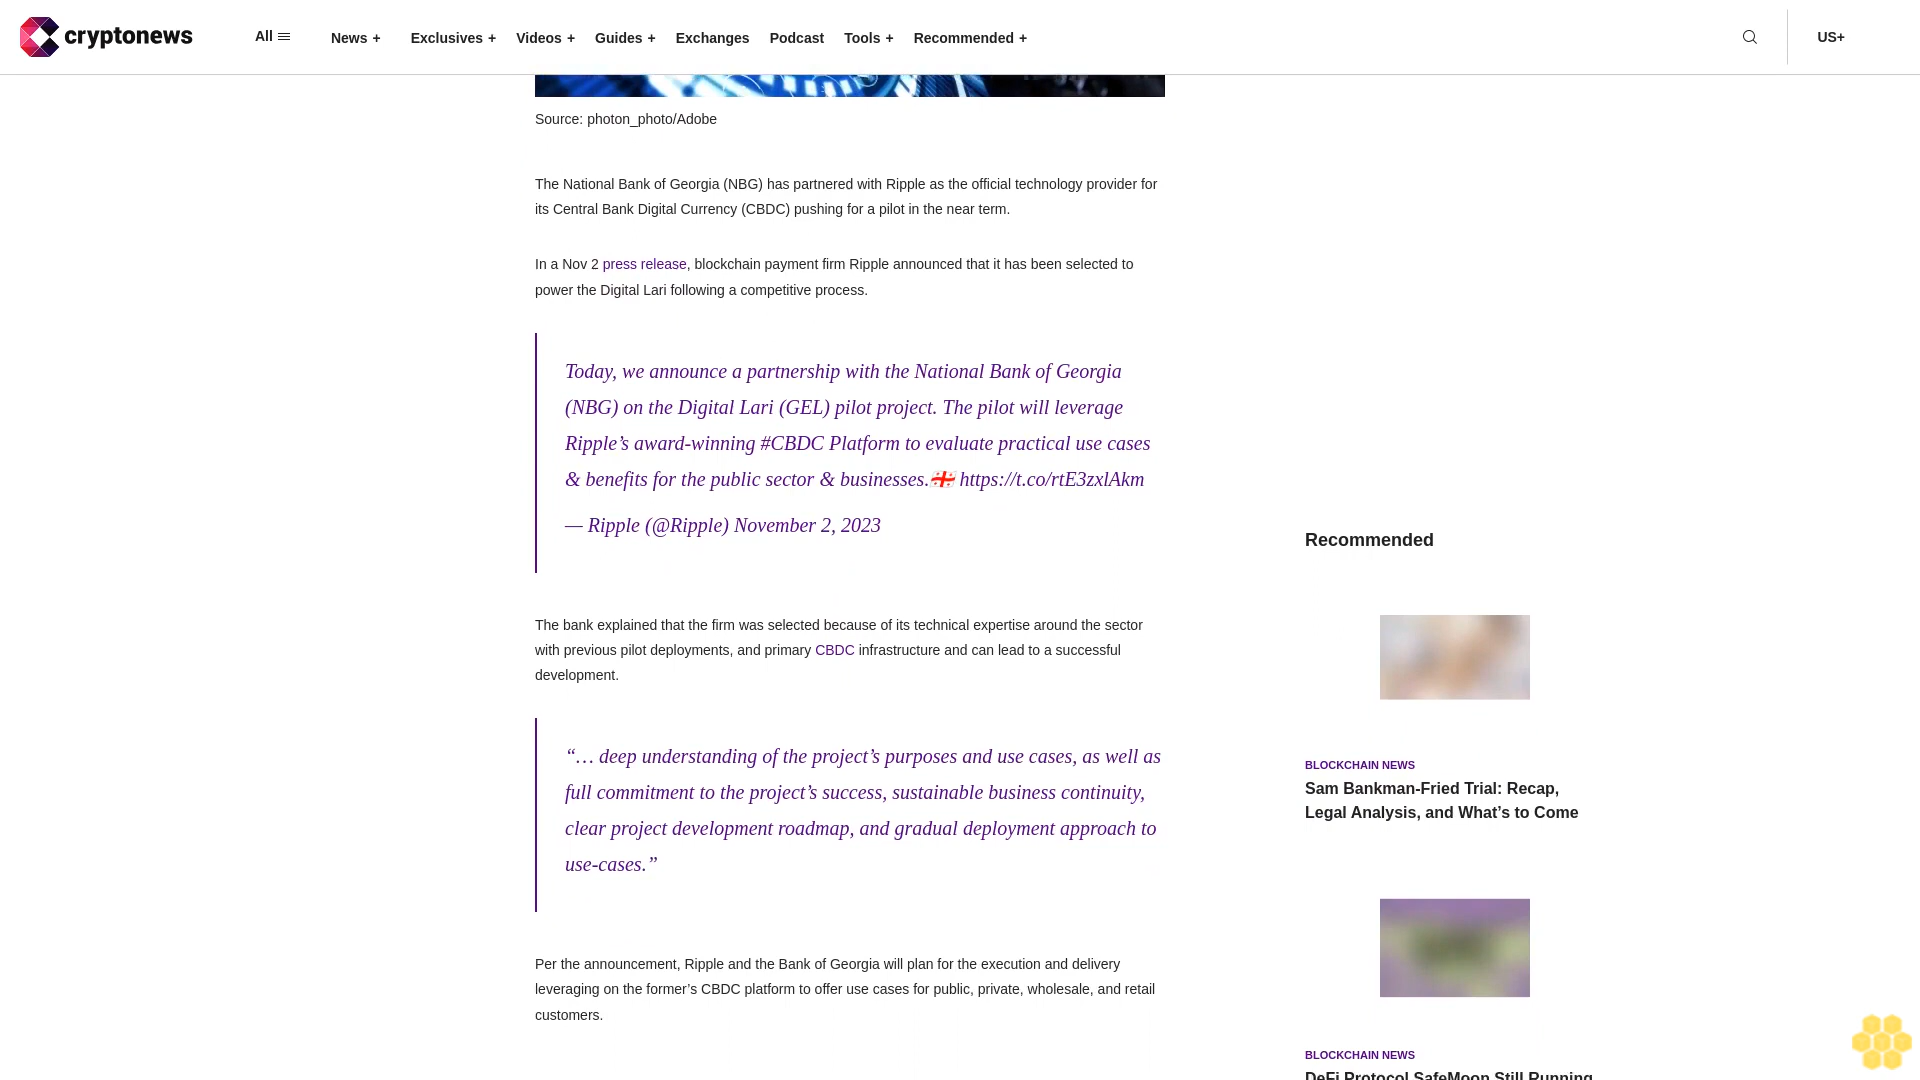 cryptonews
All
News +
Exclusives +
Videos +
Guides +
Exchanges
Podcast
Tools +
Recommended +
US+
Source: photon_photo/Adobe
The National Bank of Georgia (NBG) has partnered with Ripple as the official technology provider for
its Central Bank Digital Currency (CBDC) pushing for a pilot in the near term.
In a Nov 2 press release, blockchain payment firm Ripple announced that it has been selected to
power the Digital Lari following a competitive process.
Today, we announce a partnership with the National Bank of Georgia
(NBG) on the Digital Lari (GEL) pilot project. The pilot will leverage
Ripple’s award-winning #CBDC Platform to evaluate practical use cases
& benefits for the public sector & businesses.🇬🇪 https://t.co/rtE3zxlAkm
— Ripple (@Ripple) November 2, 2023
The bank explained that the firm was selected because of its technical expertise around the sector
with previous pilot deployments, and primary CBDC infrastructure and can lead to a successful
development.
“… deep understanding of the project’s purposes and use cases, as well as
full commitment to the project’s success, sustainable business continuity,
clear project development roadmap, and gradual deployment approach to
use-cases.”
Per the announcement, Ripple and the Bank of Georgia will plan for the execution and delivery
leveraging on the former’s CBDC platform to offer use cases for public, private, wholesale, and retail
customers.
Recommended
BLOCKCHAIN NEWS
Sam Bankman-Fried Trial: Recap,
Legal Analysis, and What’s to Come
BLOCKCHAIN NEWS
DeFi Protocol SafeMoon Still Running